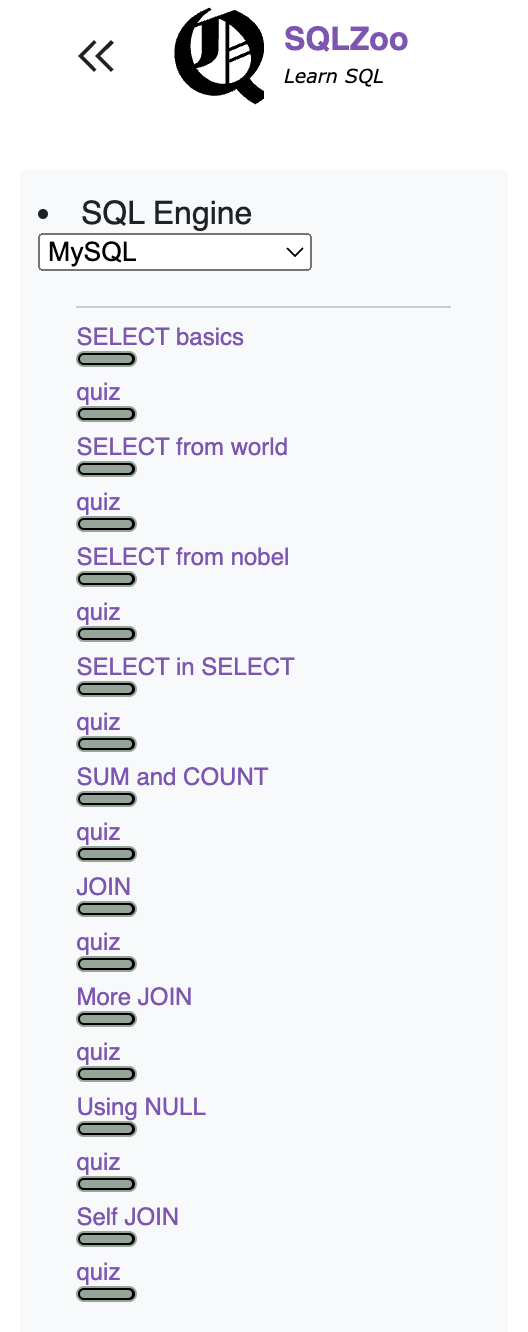 SQLZoo
Learn SQL
SQL Engine
MySQL
SELECT basics
quiz
SELECT from world
quiz
SELECT from nobel
quiz
SELECT in SELECT
quiz
SUM and COUNT
quiz
JOIN
quiz
More JOIN
quiz
Using NULL
quiz
Self JOIN
quiz